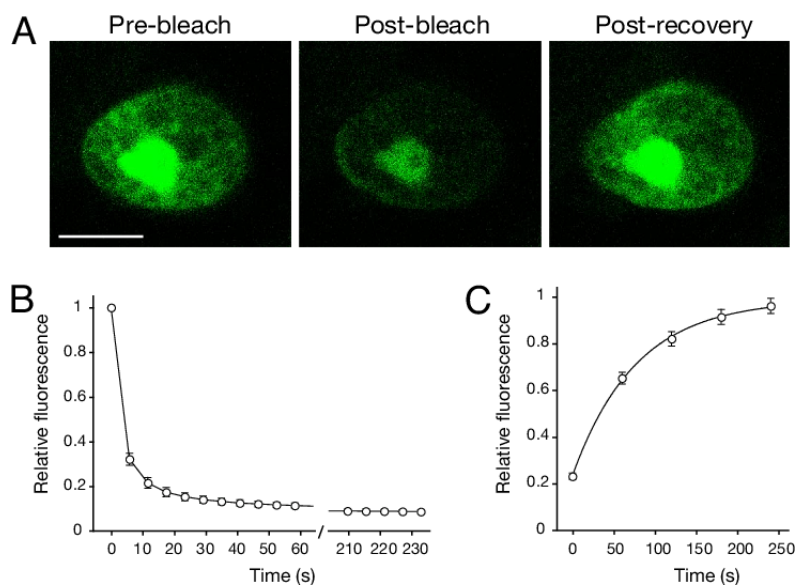 A
Pre-bleach
Post-bleach
Post-recovery
B
Relative fluorescence
1
0.8
0.6
0.4
0.2
0
0 10 20 30 40 50 60 210 220 230
Time (s)
C
Relative fluorescence
1
0.8
0.6
0.4
0.2
0
0 50 100 150 200 250
Time (s)